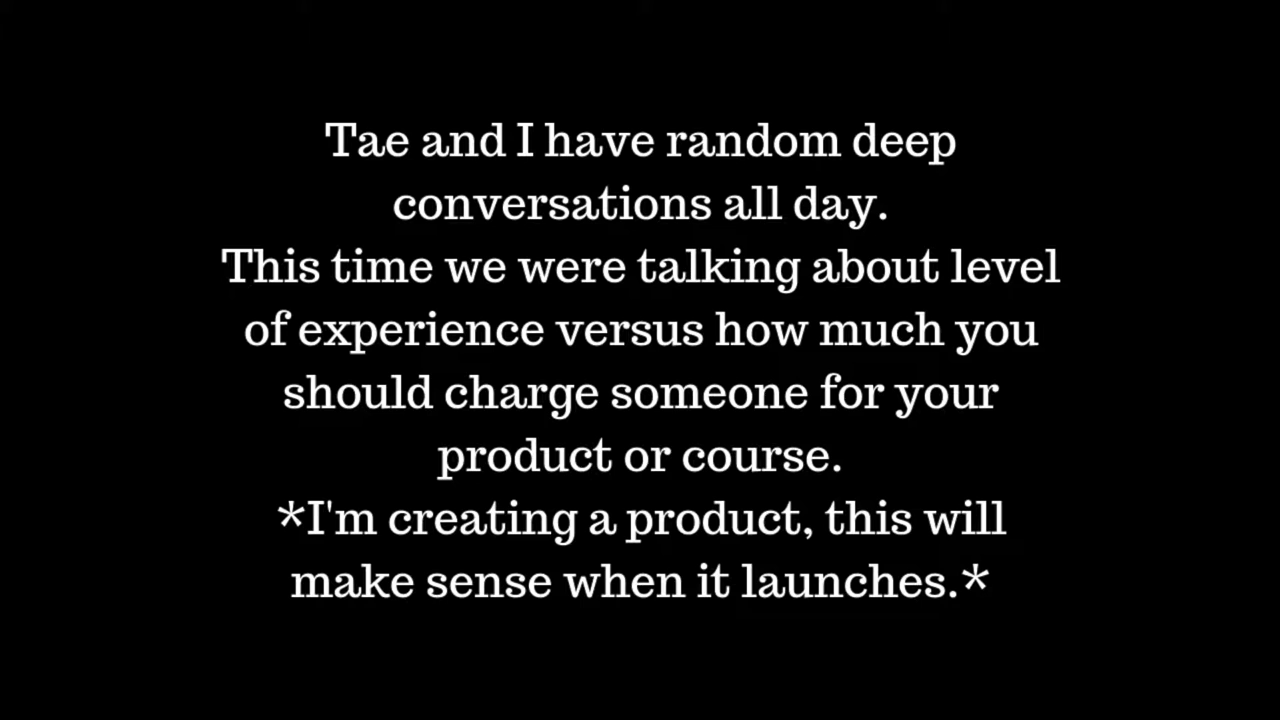 Tae and I have random deep
conversations all day.
This time we were talking about level
of experience versus how much you
should charge someone for your
product or course.
*I'm creating a product, this will
make sense when it launches.*